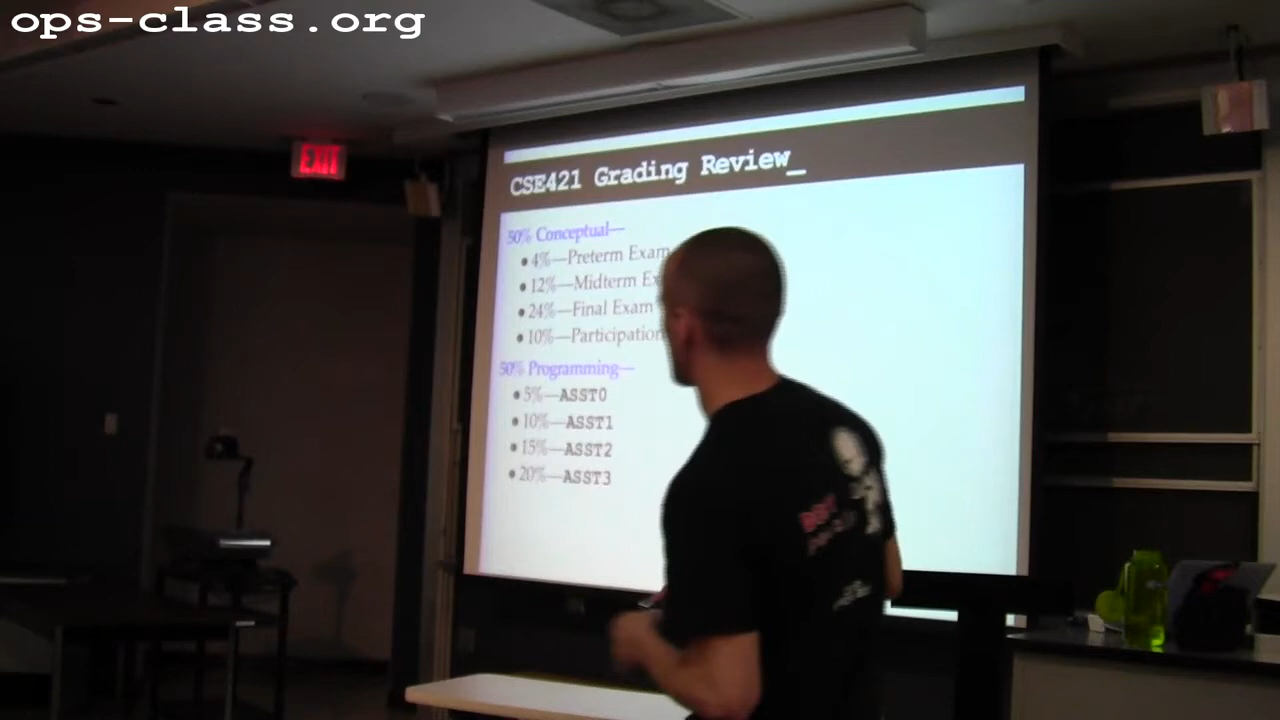 ops-class.org
EXIT
CSE421 Grading Review_
50% Conceptual—
• 4%—Preterm Exam
• 12%—Midterm Ex
• 24%—Final Exam
• 10%—Participation
50% Programming—
• 5%—ASST0
• 10%—ASST1
• 15%—ASST2
• 20%—ASST3